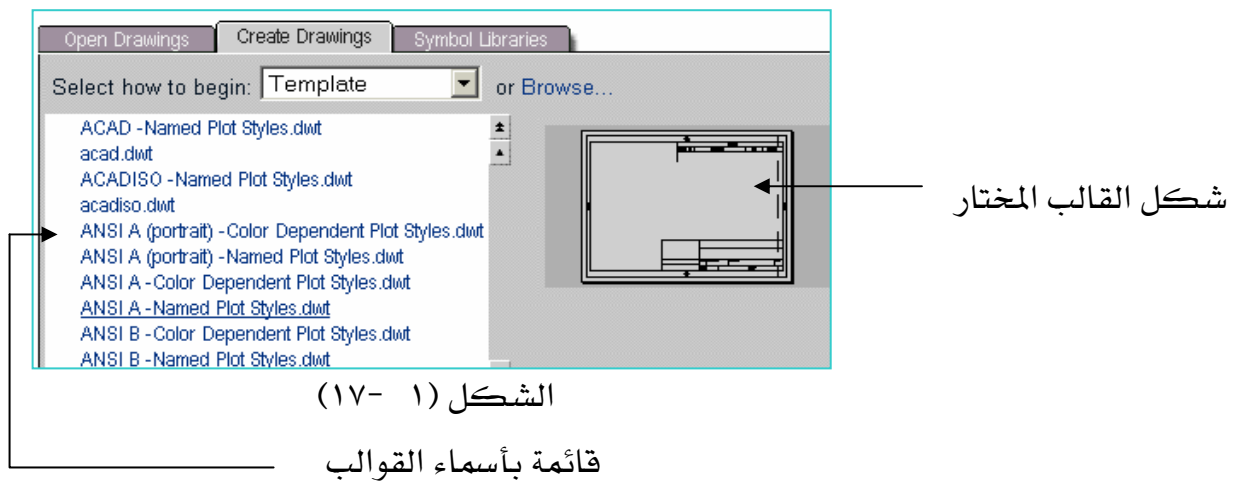 Open Drawings Create Drawings Symbol Libraries
Select how to begin: Template or Browse...
ACAD -Named Plot Styles.dwt
acad.dwt
ACADISO -Named Plot Styles.dwt
acadiso.dwt
ANSI A (portrait) -Color Dependent Plot Styles.dwt
ANSI A (portrait) -Named Plot Styles.dwt
ANSI A -Color Dependent Plot Styles.dwt
ANSI A -Named Plot Styles.dwt
ANSI B -Color Dependent Plot Styles.dwt
ANSI B -Named Plot Styles.dwt
شكل القالب المختار
الشكل (١ -١٧)
قائمة بأسماء القوالب